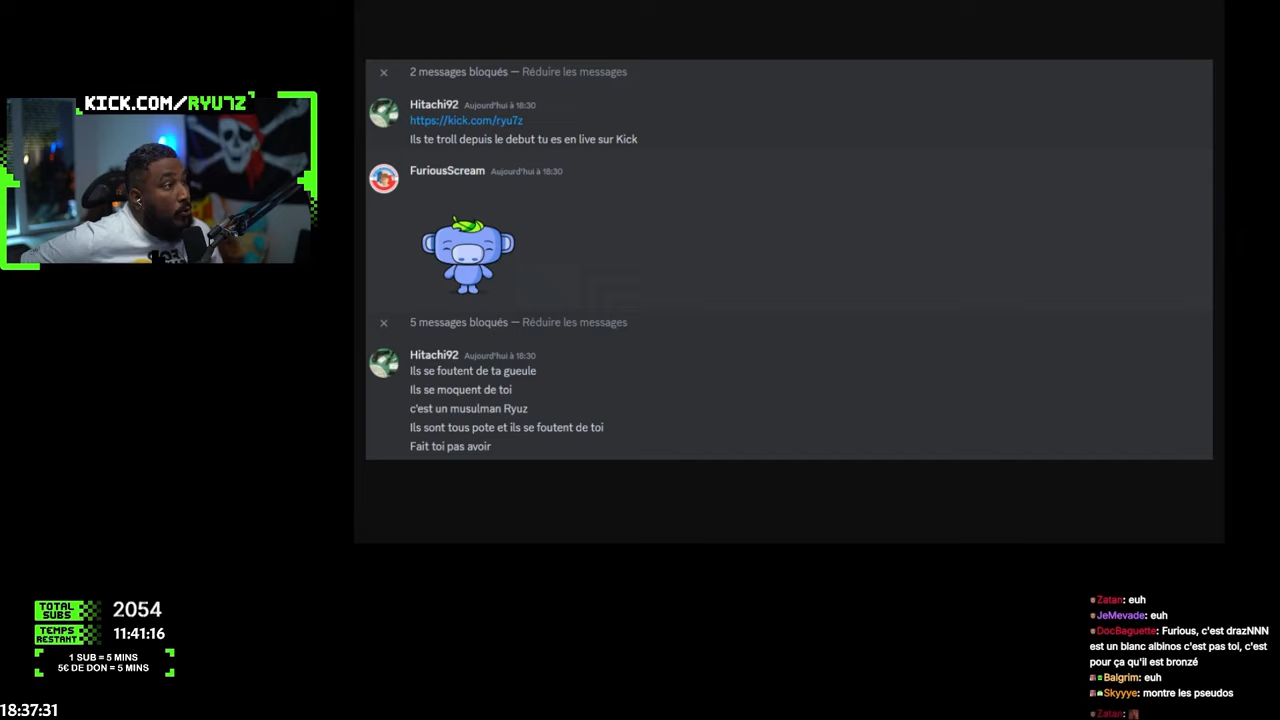 KICK.COM/RYU7Z
2 messages bloqués — Réduire les messages
Hitachi92 Aujourd'hui à 18:30
https://kick.com/ryu7z
Ils te troll depuis le debut tu es en live sur Kick
FuriousScream Aujourd'hui à 18:30
5 messages bloqués — Réduire les messages
Hitachi92 Aujourd'hui à 18:30
Ils se foutent de ta gueule
Ils se moquent de toi
c'est un musulman Ryuz
Ils sont tous pote et ils se foutent de toi
Fait toi pas avoir
TOTAL SUBS 2054
TEMPS RESTANT 11:41:16
1 SUB = 5 MINS
5€ DE DON = 5 MINS
18:37:31
Zatan: euh
JeMevade: euh
DocBaguette: Furious, c'est drazNNN
est un blanc albinos c'est pas toi, c'est
pour ça qu'il est bronzé
Balgrim: euh
Skyyye: montre les pseudos
Zatan: